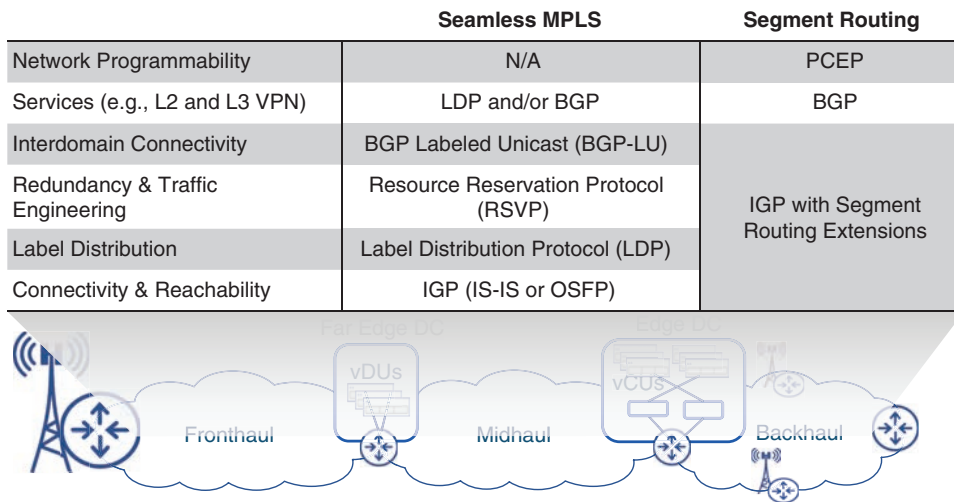 Seamless MPLS Segment Routing
Network Programmability N/A PCEP
Services (e.g., L2 and L3 VPN) LDP and/or BGP BGP
Interdomain Connectivity BGP Labeled Unicast (BGP-LU)
Redundancy & Traffic
Engineering
Resource Reservation Protocol
(RSVP)
IGP with Segment
Routing Extensions
Label Distribution Label Distribution Protocol (LDP)
Connectivity & Reachability IGP (IS-IS or OSFP)
Far Edge DC Edge DC
vDUs vCUs
Fronthaul Midhaul Backhaul